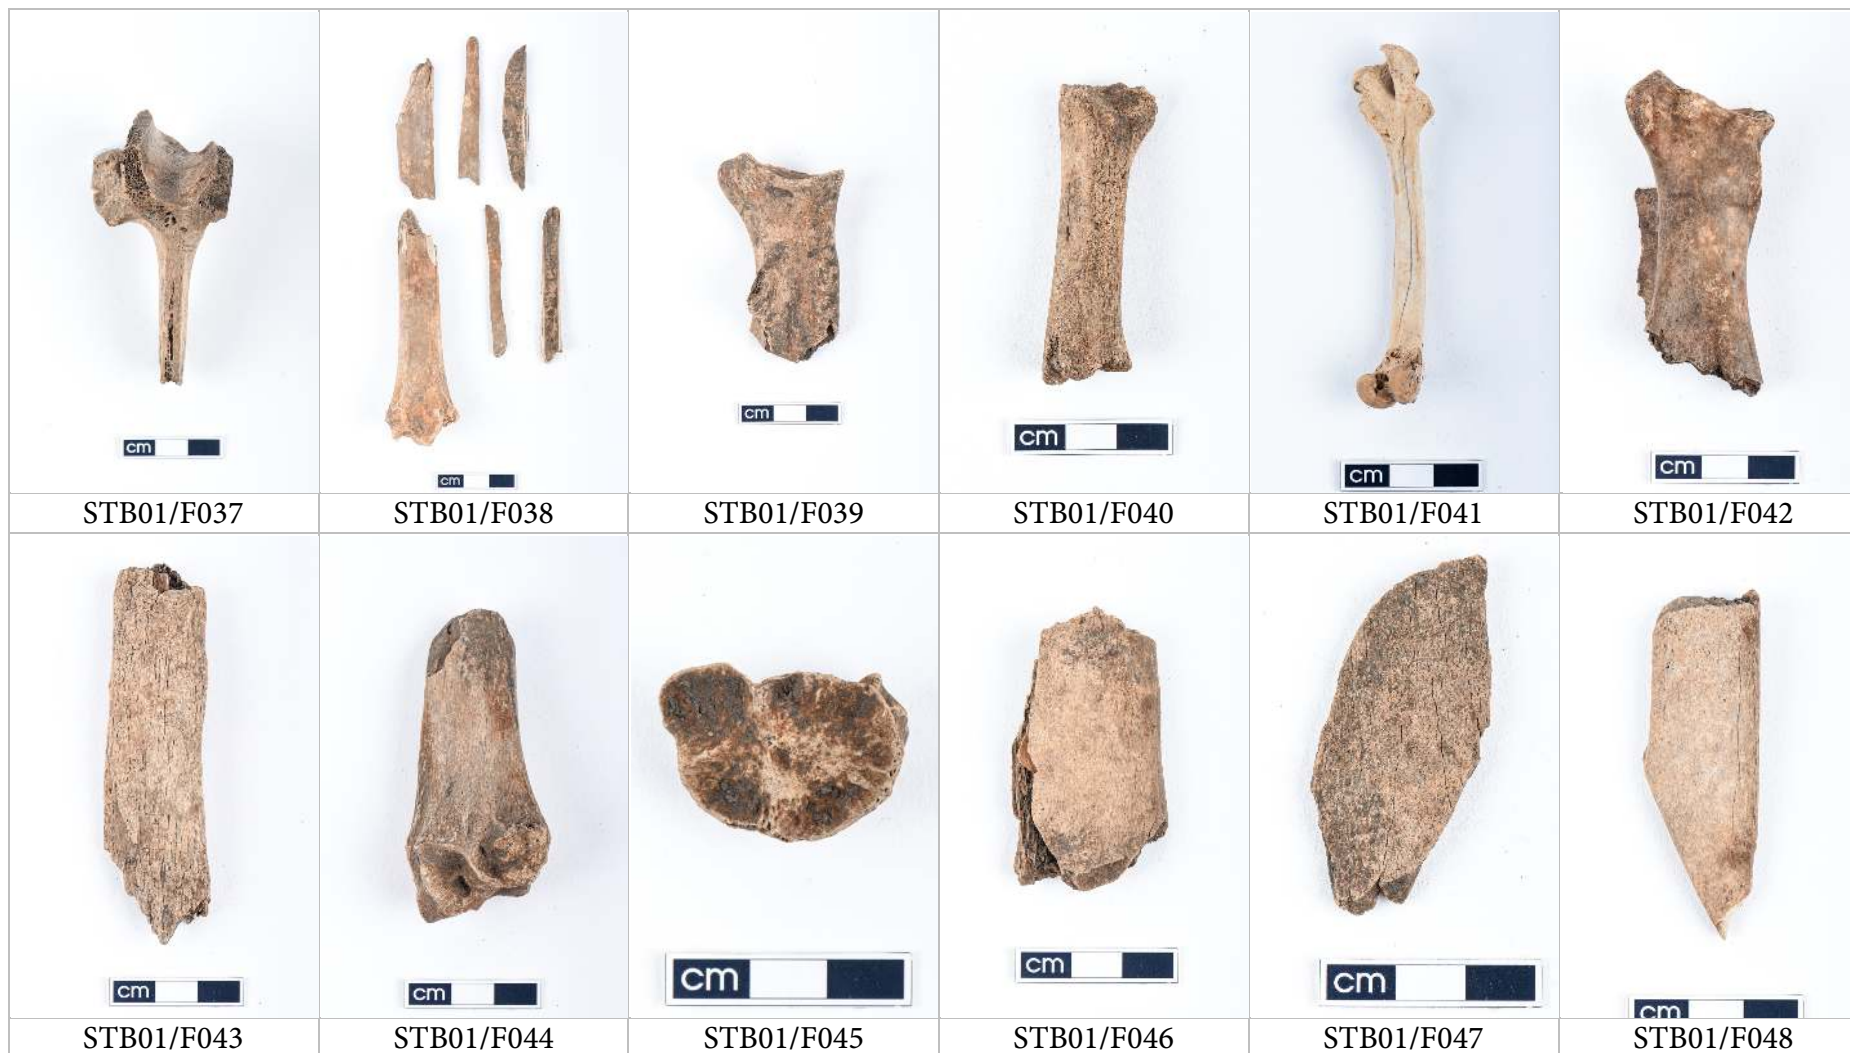 cm
cm
cm
cm
cm
cm
STB01/F037
STB01/F038
STB01/F039
STB01/F040
STB01/F041
STB01/F042
cm
cm
cm
cm
cm
cm
STB01/F043
STB01/F044
STB01/F045
STB01/F046
STB01/F047
STB01/F048